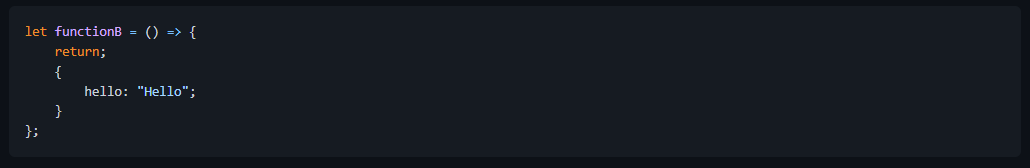 let functionB = () => {
    return;
    {
        hello: "Hello";
    }
};